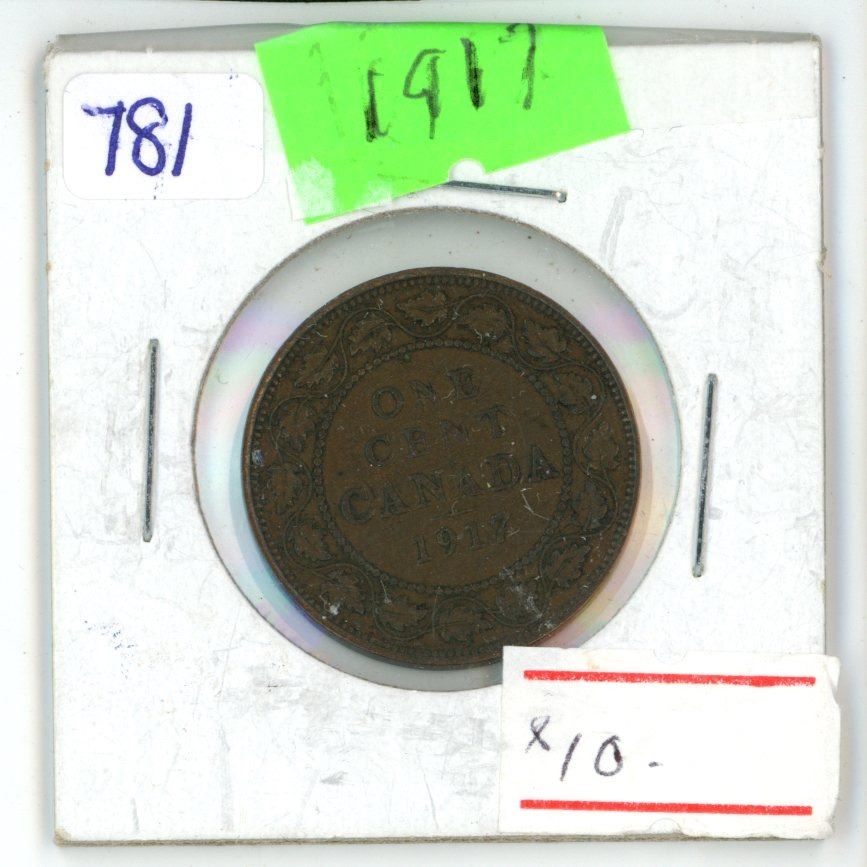 1917
781
ONE
CENT
CANADA
1917
x10-